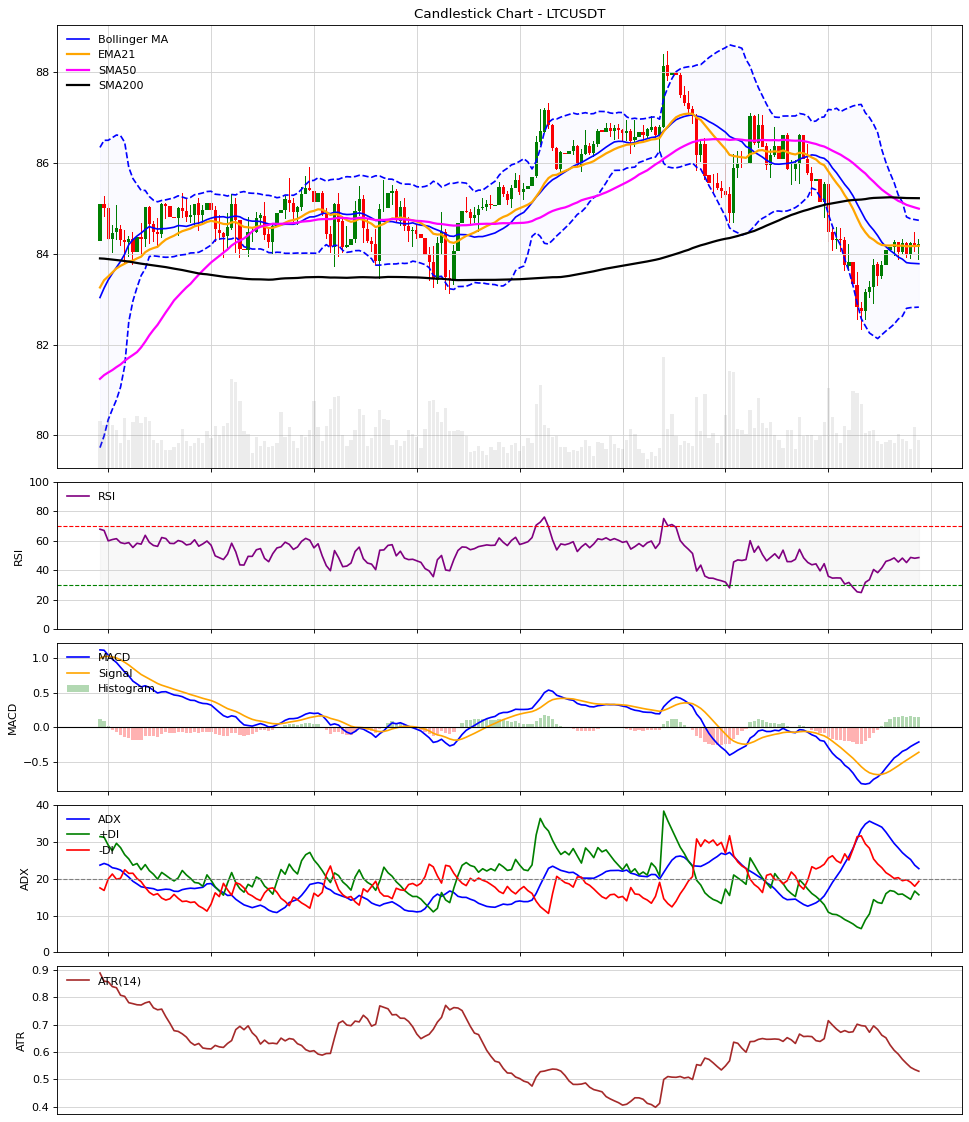 Candlestick Chart - LTCUSDT
Bollinger MA
EMA21
SMA50
SMA200
88
86
84
82
80
100
80
60
40
20
0
RSI
RSI
1.0
0.5
0.0
−0.5
MACD
MACD
Signal
Histogram
40
30
20
10
0
ADX
ADX
+DI
-DI
0.9
0.8
0.7
0.6
0.5
0.4
ATR
ATR(14)